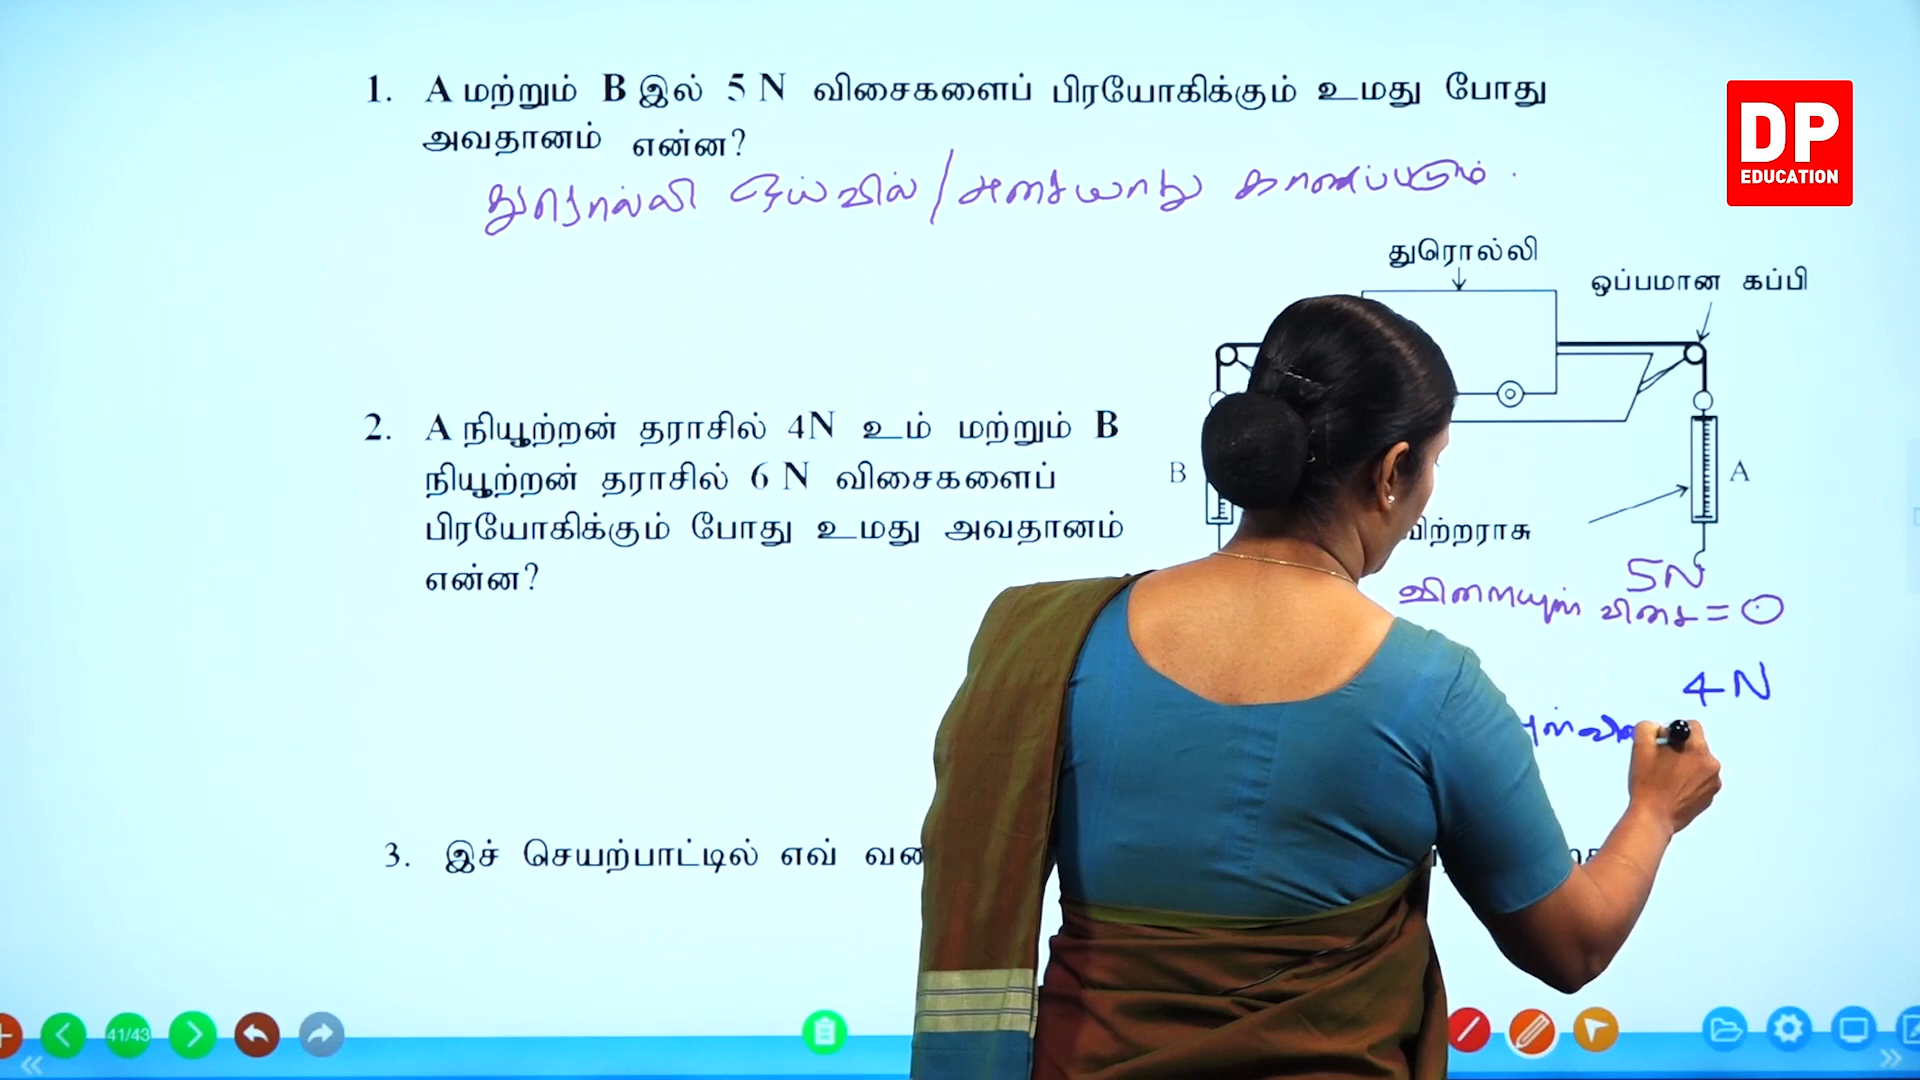 1. A மற்றும் B இல் 5 N விசைகளைப் பிரயோகிக்கும் உமது போது
அவதானம் என்ன?
துரொல்லி ஓய்வில் / அசையாது காணப்படும்.
DP
EDUCATION
துரொல்லி
ஒப்பமான கப்பி
2. A நியூற்றன் தராசில் 4N உம் மற்றும் B
நியூற்றன் தராசில் 6 N விசைகளைப்
பிரயோகிக்கும் போது உமது அவதானம்
என்ன?
B
A
விற்றராசு
5N
விளையுள் விசை = 0
4N
3. இச் செயற்பாட்டில் எவ்
41/43